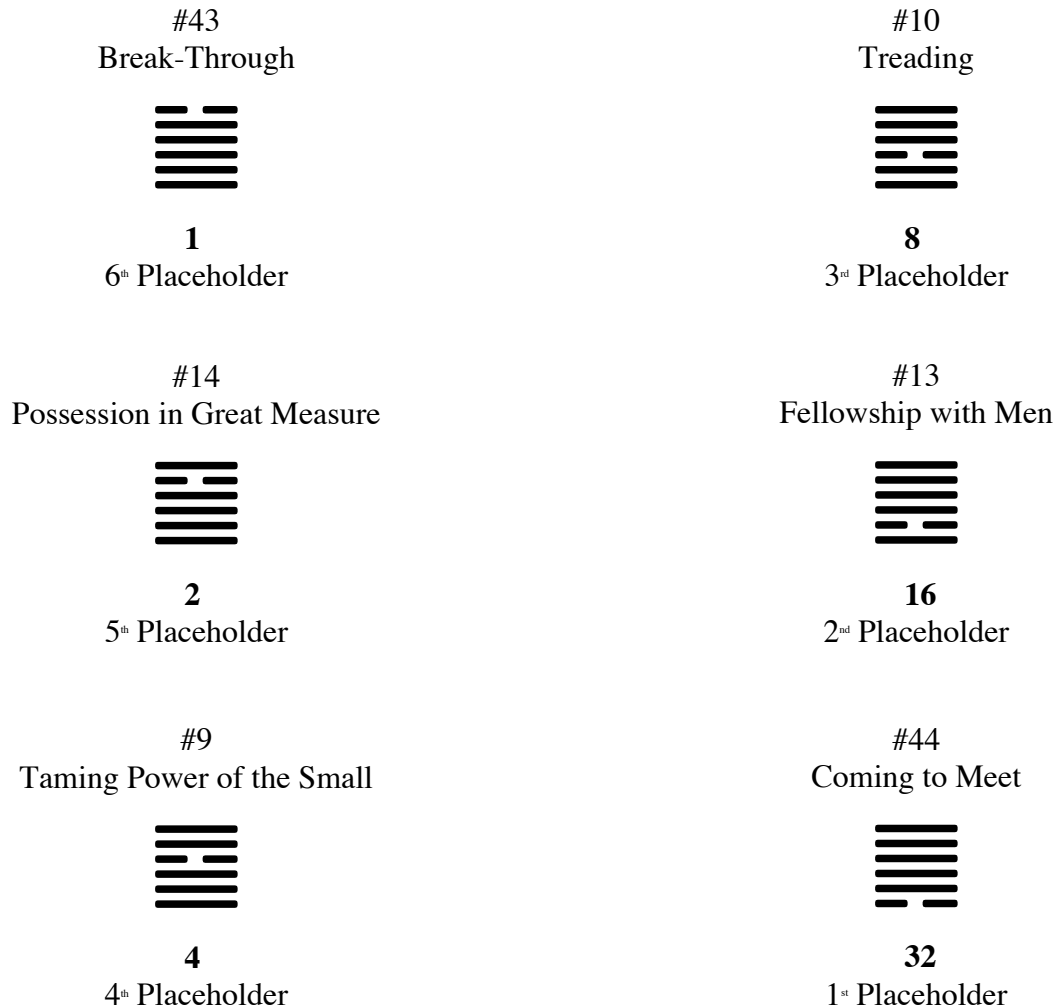 #43
Break-Through
1
6th Placeholder
#10
Treading
8
3rd Placeholder
#14
Possession in Great Measure
2
5th Placeholder
#13
Fellowship with Men
16
2nd Placeholder
#9
Taming Power of the Small
4
4th Placeholder
#44
Coming to Meet
32
1st Placeholder